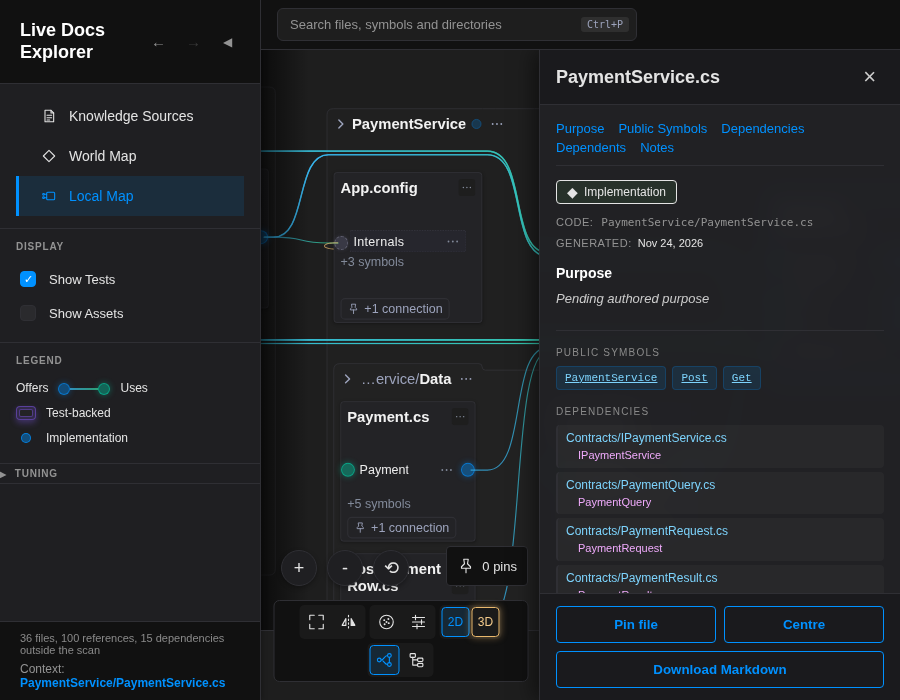 Live Docs
Explorer
Knowledge Sources
World Map
Local Map
DISPLAY
Show Tests
Show Assets
LEGEND
Offers
Uses
Test-backed
Implementation
TUNING
36 files, 100 references, 15 dependencies
outside the scan
Context:
PaymentService/PaymentService.cs
Search files, symbols and directories
Ctrl+P
PaymentService
App.config
Internals
+3 symbols
+1 connection
…ervice/Data
Payment.cs
Payment
+5 symbols
+1 connection
Row.cs
+
-
0 pins
2D
3D
PaymentService.cs
×
Purpose Public Symbols Dependencies
Dependents Notes
Implementation
CODE: PaymentService/PaymentService.cs
GENERATED: Nov 24, 2026
Purpose
Pending authored purpose
PUBLIC SYMBOLS
PaymentService Post Get
DEPENDENCIES
Contracts/IPaymentService.cs
IPaymentService
Contracts/PaymentQuery.cs
PaymentQuery
Contracts/PaymentRequest.cs
PaymentRequest
Contracts/PaymentResult.cs
Pin file
Centre
Download Markdown